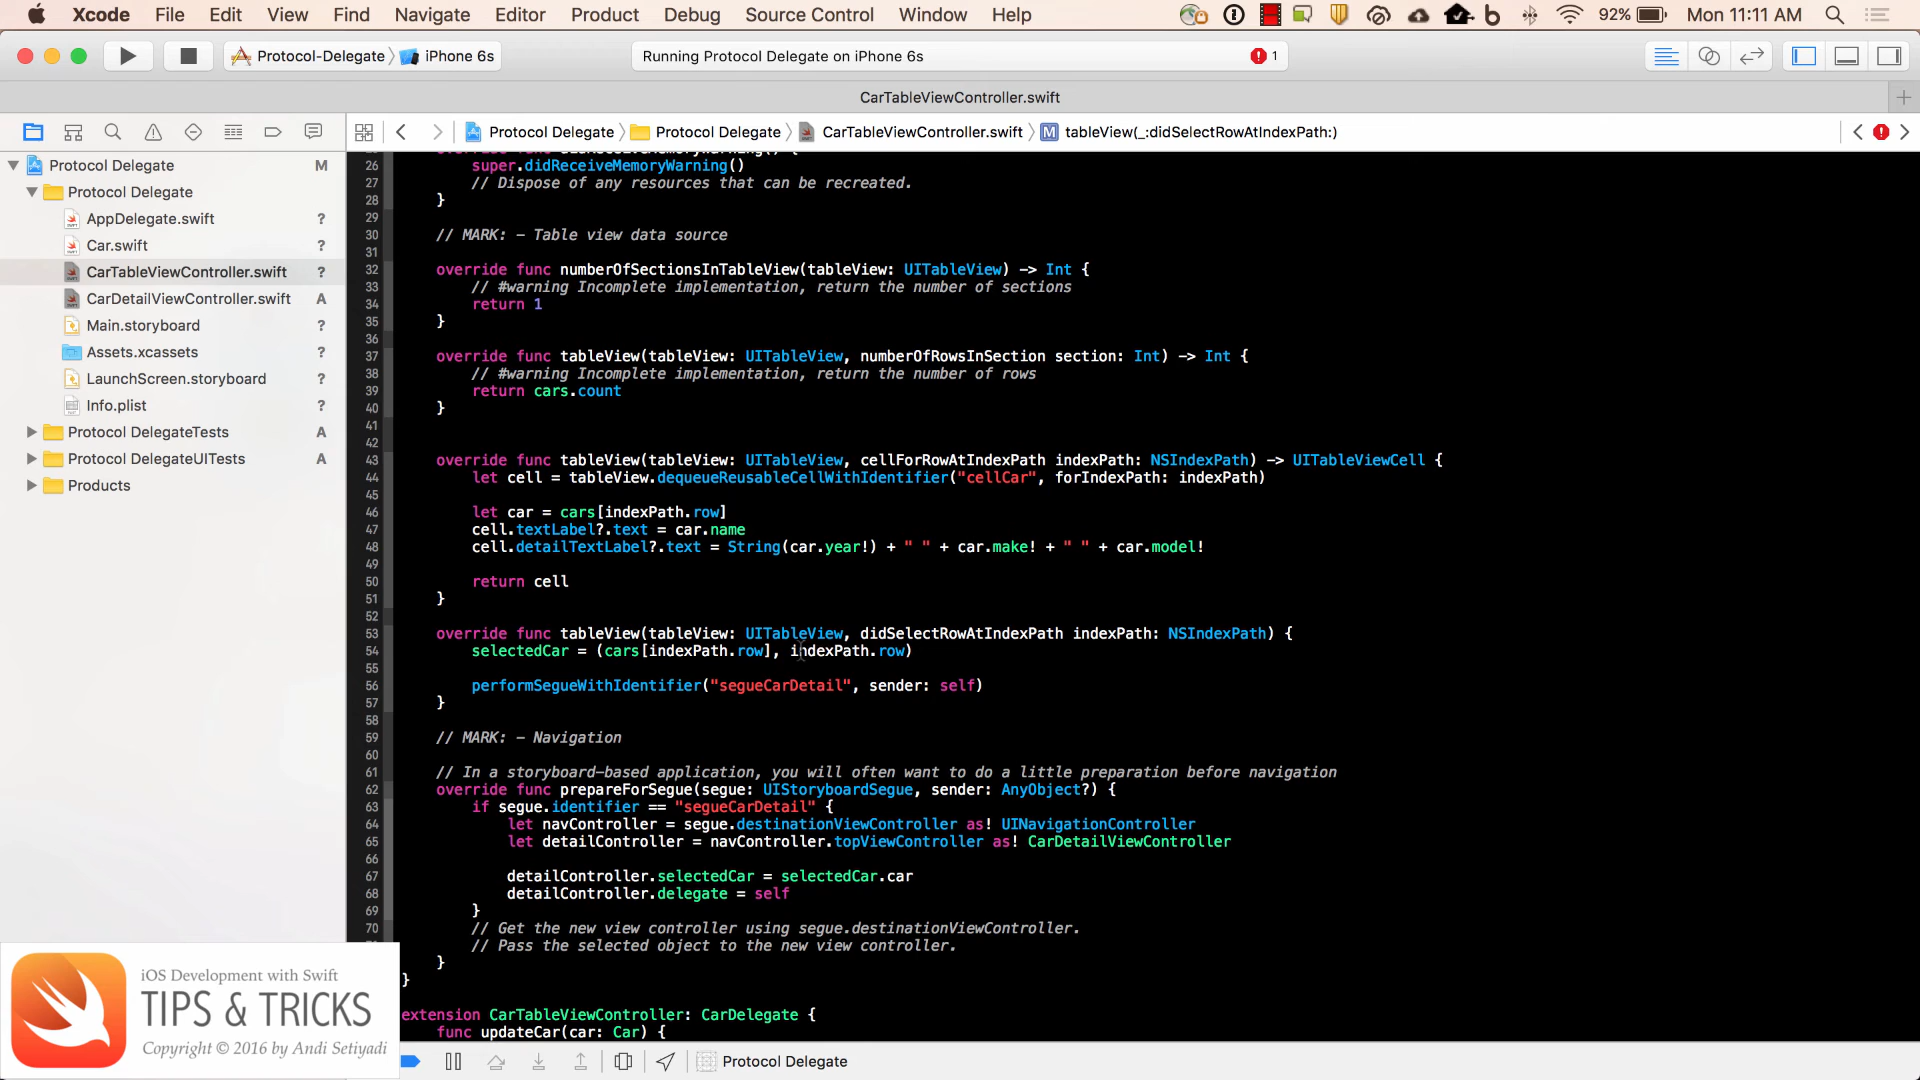 Xcode File Edit View Find Navigate Editor Product Debug Source Control Window Help 92% Mon 11:11 AM
Protocol-Delegate iPhone 6s Running Protocol Delegate on iPhone 6s 1
CarTableViewController.swift
Protocol Delegate Protocol Delegate CarTableViewController.swift M tableView(_:didSelectRowAtIndexPath:)
Protocol Delegate M
Protocol Delegate
AppDelegate.swift ?
Car.swift ?
CarTableViewController.swift ?
CarDetailViewController.swift A
Main.storyboard ?
Assets.xcassets ?
LaunchScreen.storyboard ?
Info.plist ?
Protocol DelegateTests A
Protocol DelegateUITests A
Products
26 super.didReceiveMemoryWarning()
27 // Dispose of any resources that can be recreated.
28 }
29
30 // MARK: - Table view data source
31
32 override func numberOfSectionsInTableView(tableView: UITableView) -> Int {
33 // #warning Incomplete implementation, return the number of sections
34 return 1
35 }
36
37 override func tableView(tableView: UITableView, numberOfRowsInSection section: Int) -> Int {
38 // #warning Incomplete implementation, return the number of rows
39 return cars.count
40 }
41
42
43 override func tableView(tableView: UITableView, cellForRowAtIndexPath indexPath: NSIndexPath) -> UITableViewCell {
44 let cell = tableView.dequeueReusableCellWithIdentifier("cellCar", forIndexPath: indexPath)
45
46 let car = cars[indexPath.row]
47 cell.textLabel?.text = car.name
48 cell.detailTextLabel?.text = String(car.year!) + " " + car.make! + " " + car.model!
49
50 return cell
51 }
52
53 override func tableView(tableView: UITableView, didSelectRowAtIndexPath indexPath: NSIndexPath) {
54 selectedCar = (cars[indexPath.row], indexPath.row)
55
56 performSegueWithIdentifier("segueCarDetail", sender: self)
57 }
58
59 // MARK: - Navigation
60
61 // In a storyboard-based application, you will often want to do a little preparation before navigation
62 override func prepareForSegue(segue: UIStoryboardSegue, sender: AnyObject?) {
63 if segue.identifier == "segueCarDetail" {
64 let navController = segue.destinationViewController as! UINavigationController
65 let detailController = navController.topViewController as! CarDetailViewController
66
67 detailController.selectedCar = selectedCar.car
68 detailController.delegate = self
69 }
70 // Get the new view controller using segue.destinationViewController.
// Pass the selected object to the new view controller.
}
}
extension CarTableViewController: CarDelegate {
func updateCar(car: Car) {
iOS Development with Swift
TIPS & TRICKS
Copyright © 2016 by Andi Setiyadi
Protocol Delegate